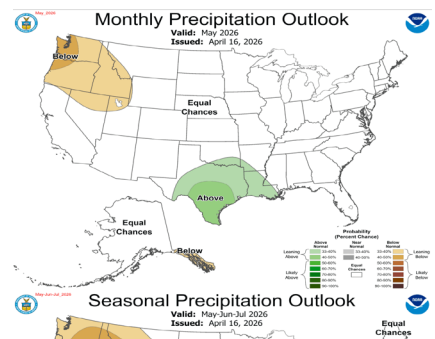 May, 2026
Monthly Precipitation Outlook
Valid: May 2026
Issued: April 16, 2026
Below
Equal
Chances
Above
Equal
Chances
Below
Probability
(Percent Chance)
Above
Normal
Near
Normal
Below
Normal
Leaning
Above
Likely
Above
33-40%
40-50%
50-60%
60-70%
70-80%
80-90%
90-100%
33-40%
40-50%
Equal
Chances
33-40%
40-50%
50-60%
60-70%
70-80%
80-90%
90-100%
Leaning
Below
Likely
Below
May-Jun-Jul, 2026
Seasonal Precipitation Outlook
Valid: May-Jun-Jul 2026
Issued: April 16, 2026
Equal
Chances